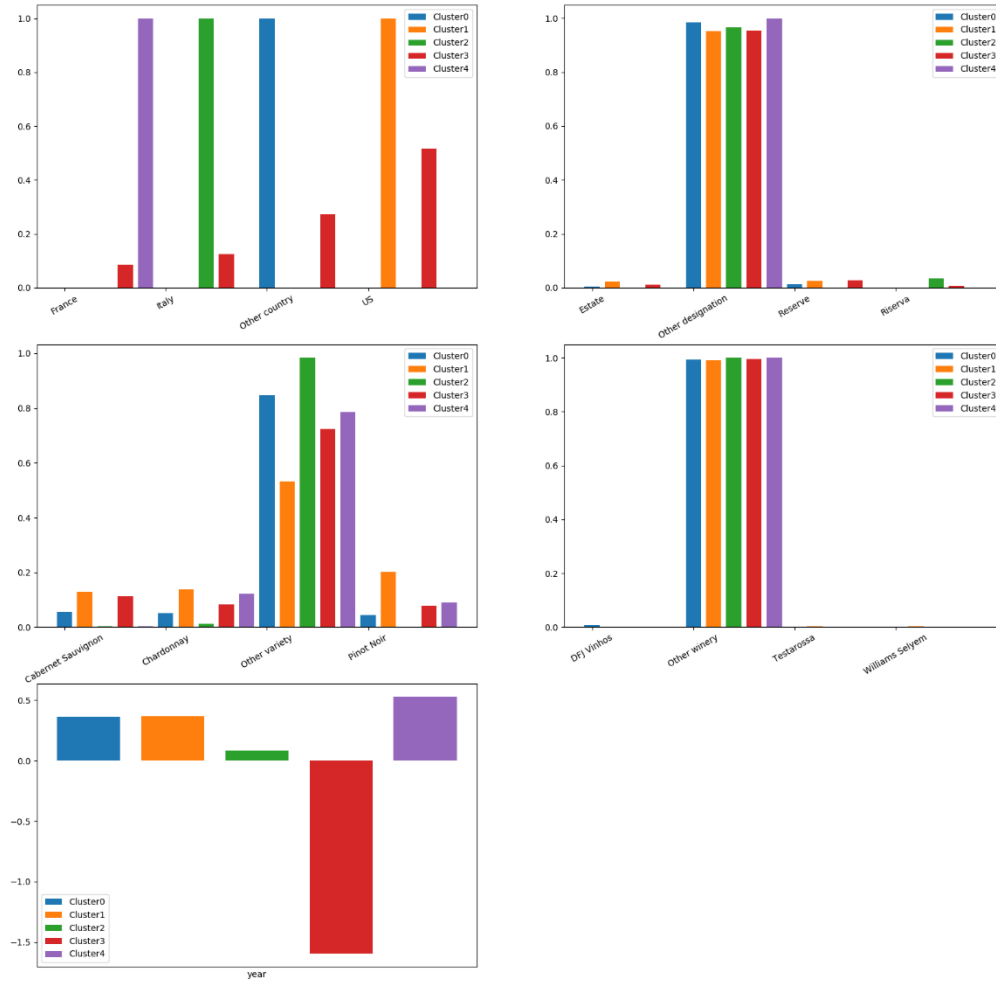 1.0
0.8
0.6
0.4
0.2
0.0
France
Italy
Other country
US
Cluster0
Cluster1
Cluster2
Cluster3
Cluster4
1.0
0.8
0.6
0.4
0.2
0.0
Estate
Other designation
Reserve
Riserva
Cluster0
Cluster1
Cluster2
Cluster3
Cluster4
1.0
0.8
0.6
0.4
0.2
0.0
Cabernet Sauvignon
Chardonnay
Other variety
Pinot Noir
Cluster0
Cluster1
Cluster2
Cluster3
Cluster4
1.0
0.8
0.6
0.4
0.2
0.0
DFJ Vinhos
Other winery
Testarossa
Williams Selyem
Cluster0
Cluster1
Cluster2
Cluster3
Cluster4
0.5
0.0
−0.5
−1.0
−1.5
Cluster0
Cluster1
Cluster2
Cluster3
Cluster4
year